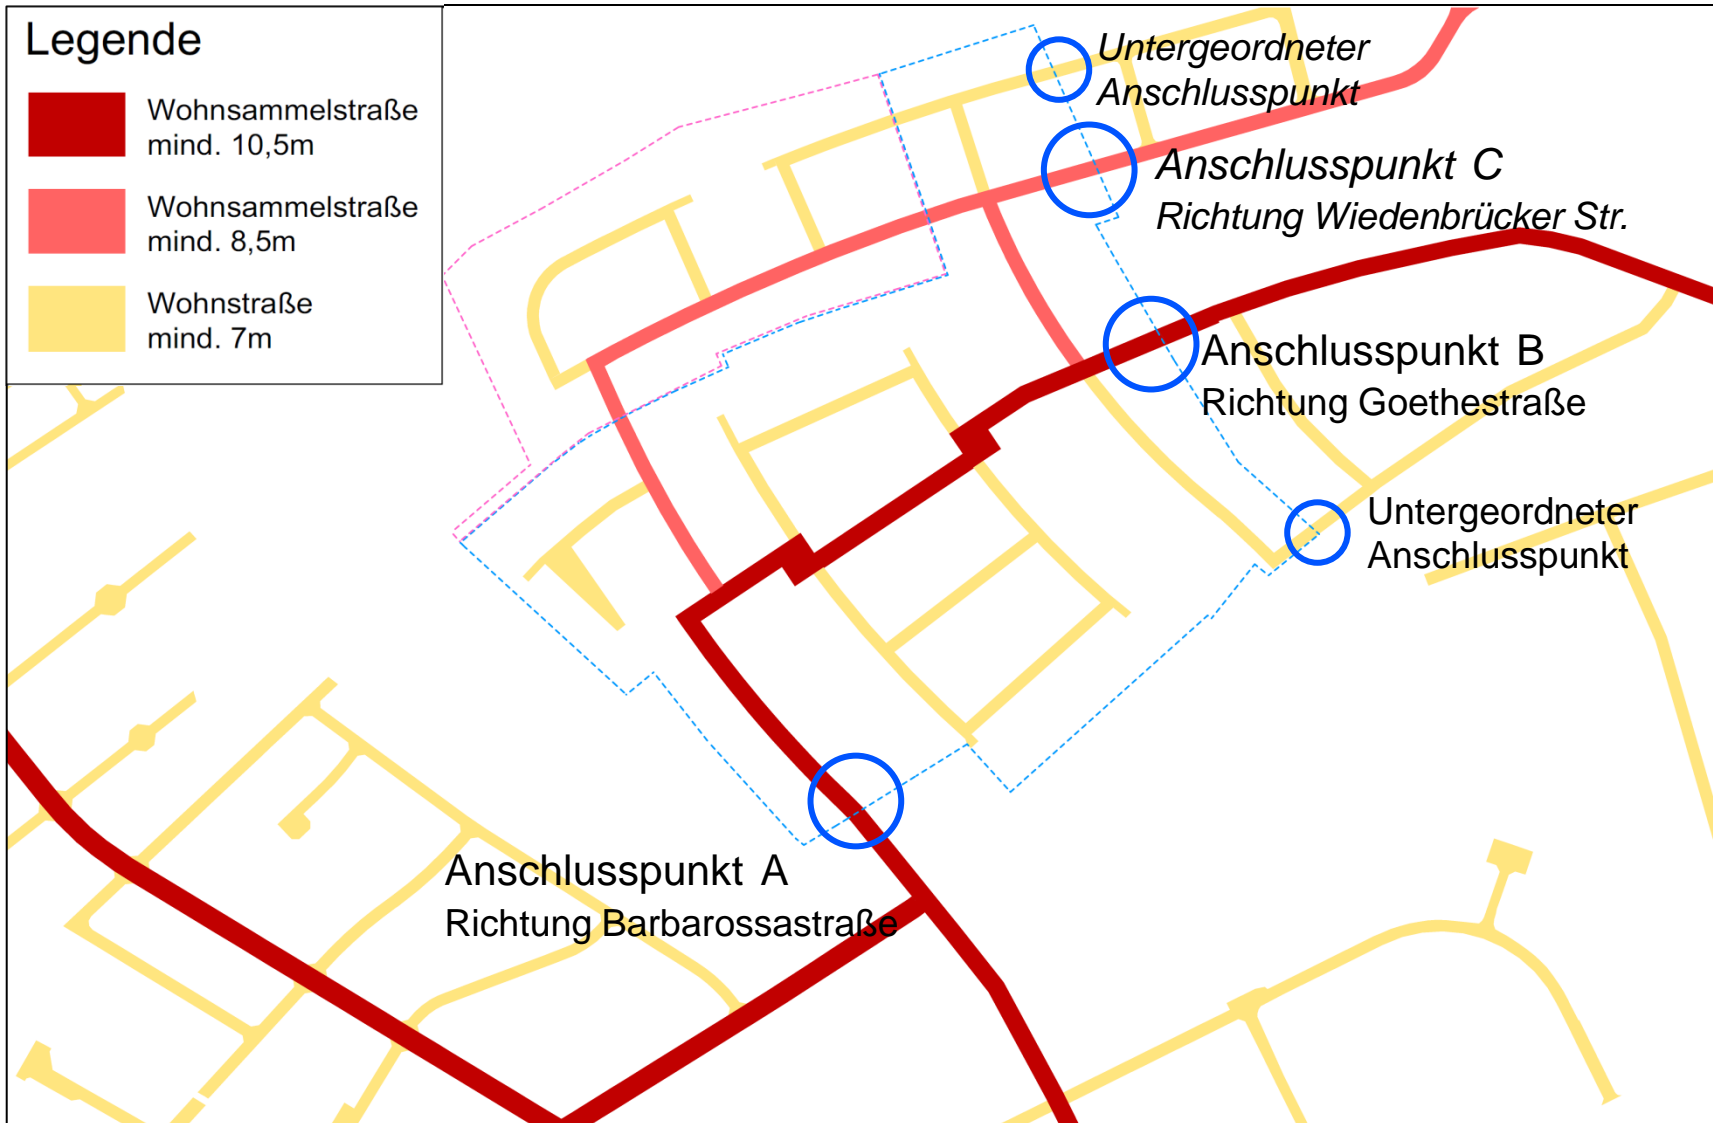 Legende
Wohnsammelstraße
mind. 10,5m
Wohnsammelstraße
mind. 8,5m
Wohnstraße
mind. 7m
Untergeordneter
Anschlusspunkt
Anschlusspunkt C
Richtung Wiedenbrücker Str.
Anschlusspunkt B
Richtung Goethestraße
Untergeordneter
Anschlusspunkt
Anschlusspunkt A
Richtung Barbarossastraße